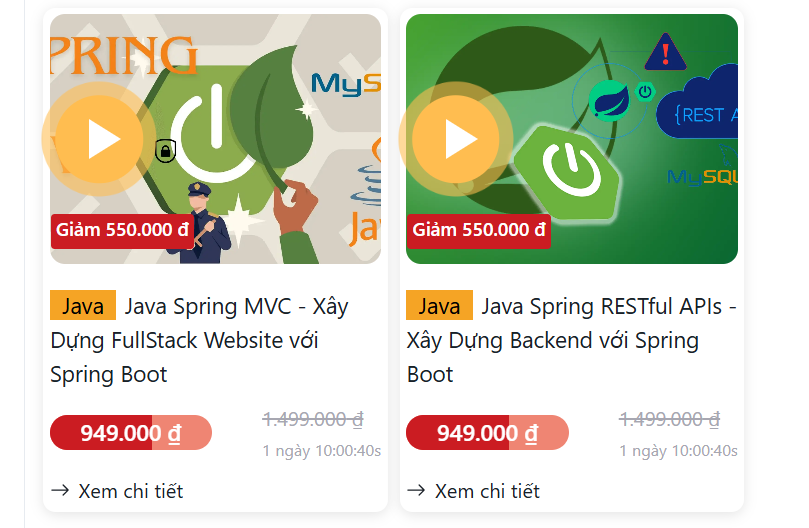 PRING
MyS
Jav
Giảm 550.000 đ
Java Java Spring MVC - Xây
Dựng FullStack Website với
Spring Boot
949.000 ₫
1.499.000 ₫
1 ngày 10:00:40s
→ Xem chi tiết
{REST A
MySQL
Giảm 550.000 đ
Java Java Spring RESTful APIs -
Xây Dựng Backend với Spring
Boot
949.000 ₫
1.499.000 ₫
1 ngày 10:00:40s
→ Xem chi tiết